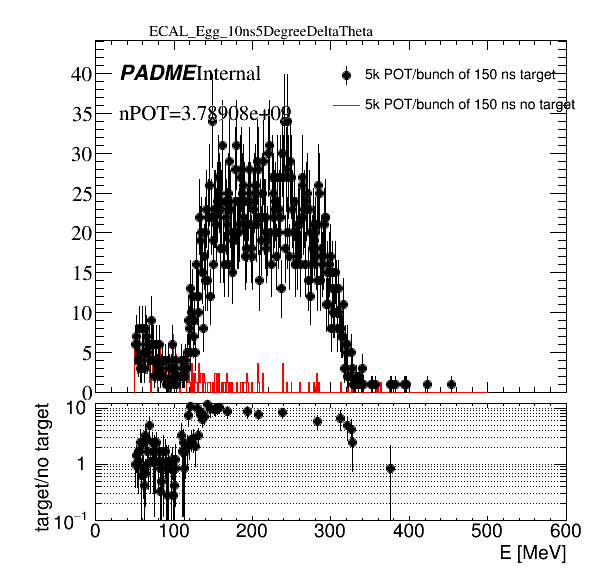 ECAL_Egg_10ns5DegreeDeltaTheta
PADME Internal
5k POT/bunch of 150 ns target
5k POT/bunch of 150 ns no target
nPOT=3.78908e+09
40
35
30
25
20
15
10
5
0
target/no target
10
1
10⁻¹
0 100 200 300 400 500 600
E [MeV]